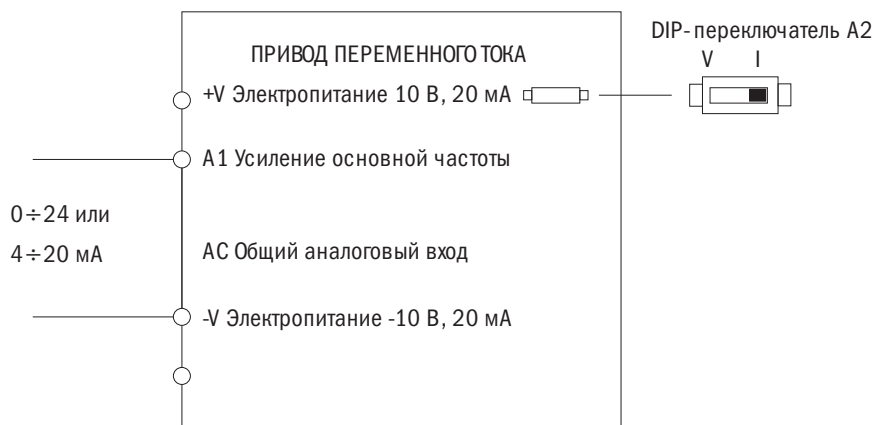 DIP- переключатель A2
V I
ПРИВОД ПЕРЕМЕННОГО ТОКА
+V Электропитание 10 В, 20 мА
A1 Усиление основной частоты
0÷24 или
4÷20 мА
AC Общий аналоговый вход
-V Электропитание -10 В, 20 мА